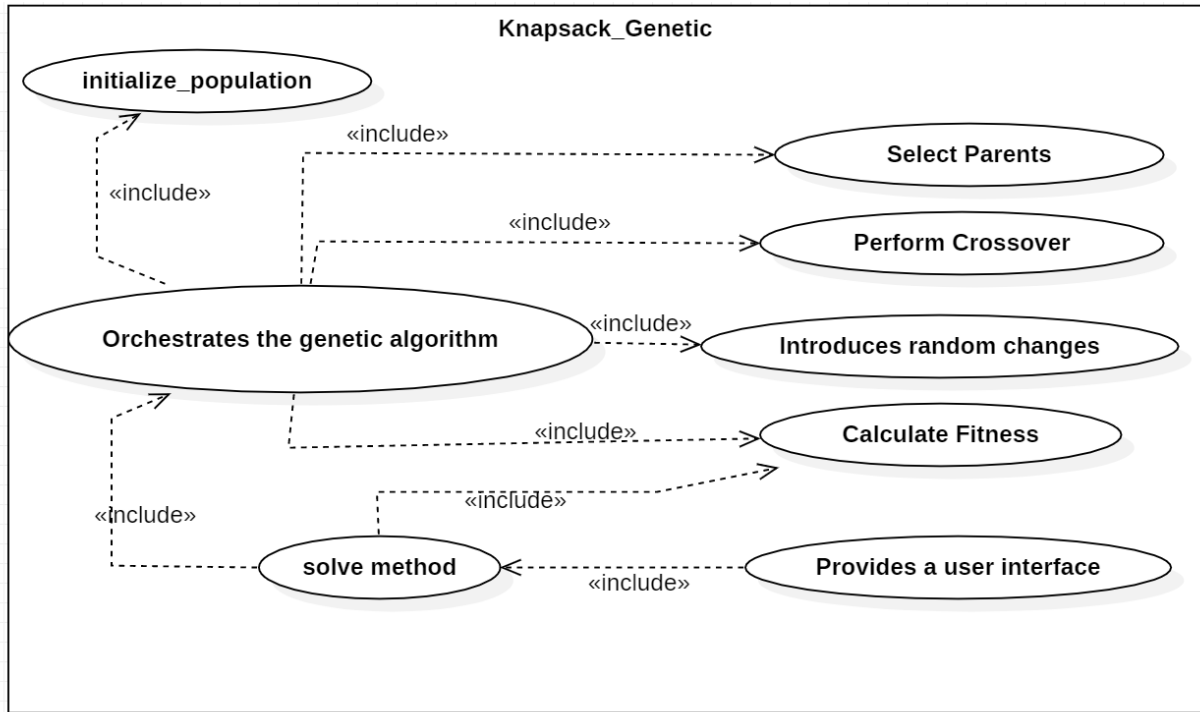 Knapsack_Genetic
initialize_population
«include»
Select Parents
«include»
«include»
Perform Crossover
Orchestrates the genetic algorithm
«include»
Introduces random changes
«include»
Calculate Fitness
«include»
«include»
solve method
Provides a user interface
«include»